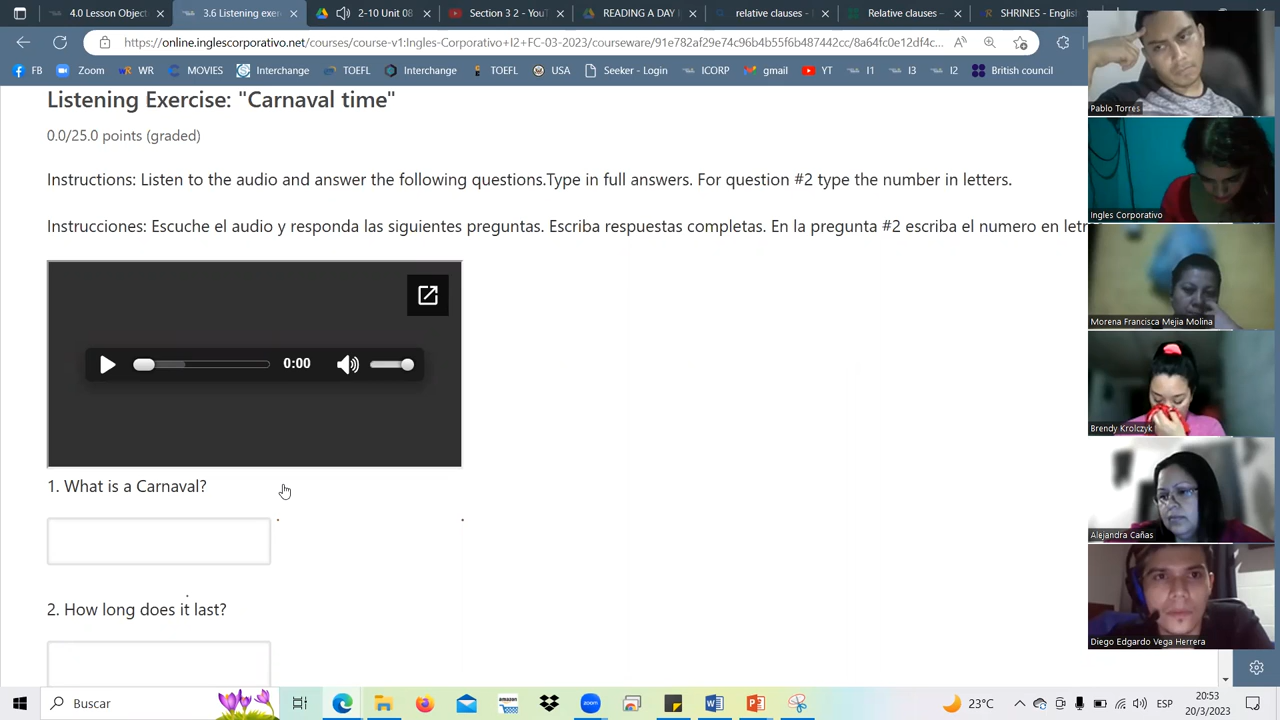 4.0 Lesson Object
3.6 Listening exerc
2-10 Unit 08
Section 3 2 - YouT
READING A DAY I
relative clauses -
Relative clauses –
SHRINES - English
https://online.inglescorporativo.net/courses/course-v1:Ingles-Corporativo+I2+FC-03-2023/courseware/91e782af29e74c96b4b55f6b487442cc/8a64fc0e12df4c...
FB
Zoom
WR
MOVIES
Interchange
TOEFL
Interchange
TOEFL
USA
Seeker - Login
ICORP
gmail
YT
I1
I3
I2
British council
Listening Exercise: "Carnaval time"
0.0/25.0 points (graded)
Instructions: Listen to the audio and answer the following questions.Type in full answers. For question #2 type the number in letters.
Instrucciones: Escuche el audio y responda las siguientes preguntas. Escriba respuestas completas. En la pregunta #2 escriba el numero en letr
0:00
1. What is a Carnaval?
2. How long does it last?
Pablo Torres
Ingles Corporativo
Morena Francisca Mejia Molina
Brendy Krolczyk
Alejandra Cañas
Diego Edgardo Vega Herrera
Buscar
amazon
zoom
23°C
ESP
20:53
20/3/2023